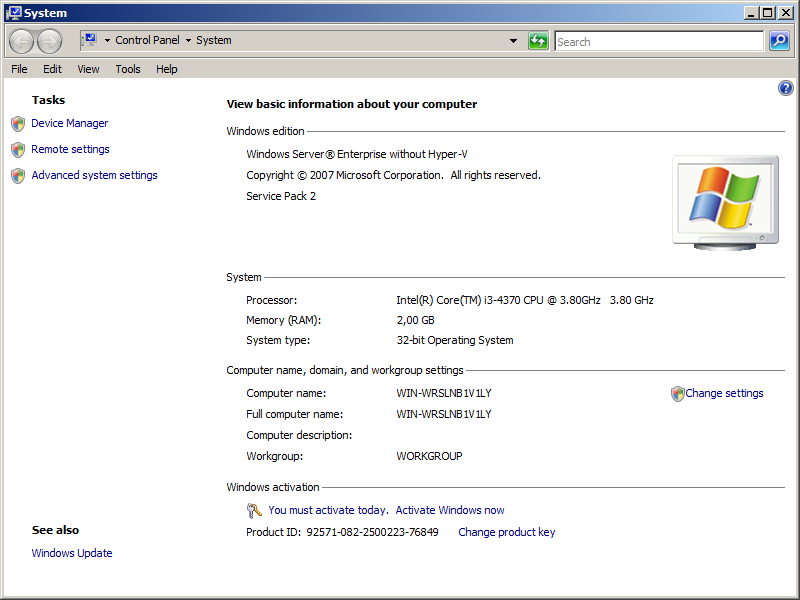 System
Control Panel System
Search
File Edit View Tools Help
Tasks
Device Manager
Remote settings
Advanced system settings
See also
Windows Update
View basic information about your computer
Windows edition
Windows Server® Enterprise without Hyper-V
Copyright © 2007 Microsoft Corporation. All rights reserved.
Service Pack 2
System
Processor: Intel(R) Core(TM) i3-4370 CPU @ 3.80GHz 3.80 GHz
Memory (RAM): 2,00 GB
System type: 32-bit Operating System
Computer name, domain, and workgroup settings
Computer name: WIN-WRSLNB1V1LY
Change settings
Full computer name: WIN-WRSLNB1V1LY
Computer description:
Workgroup: WORKGROUP
Windows activation
You must activate today. Activate Windows now
Product ID: 92571-082-2500223-76849 Change product key